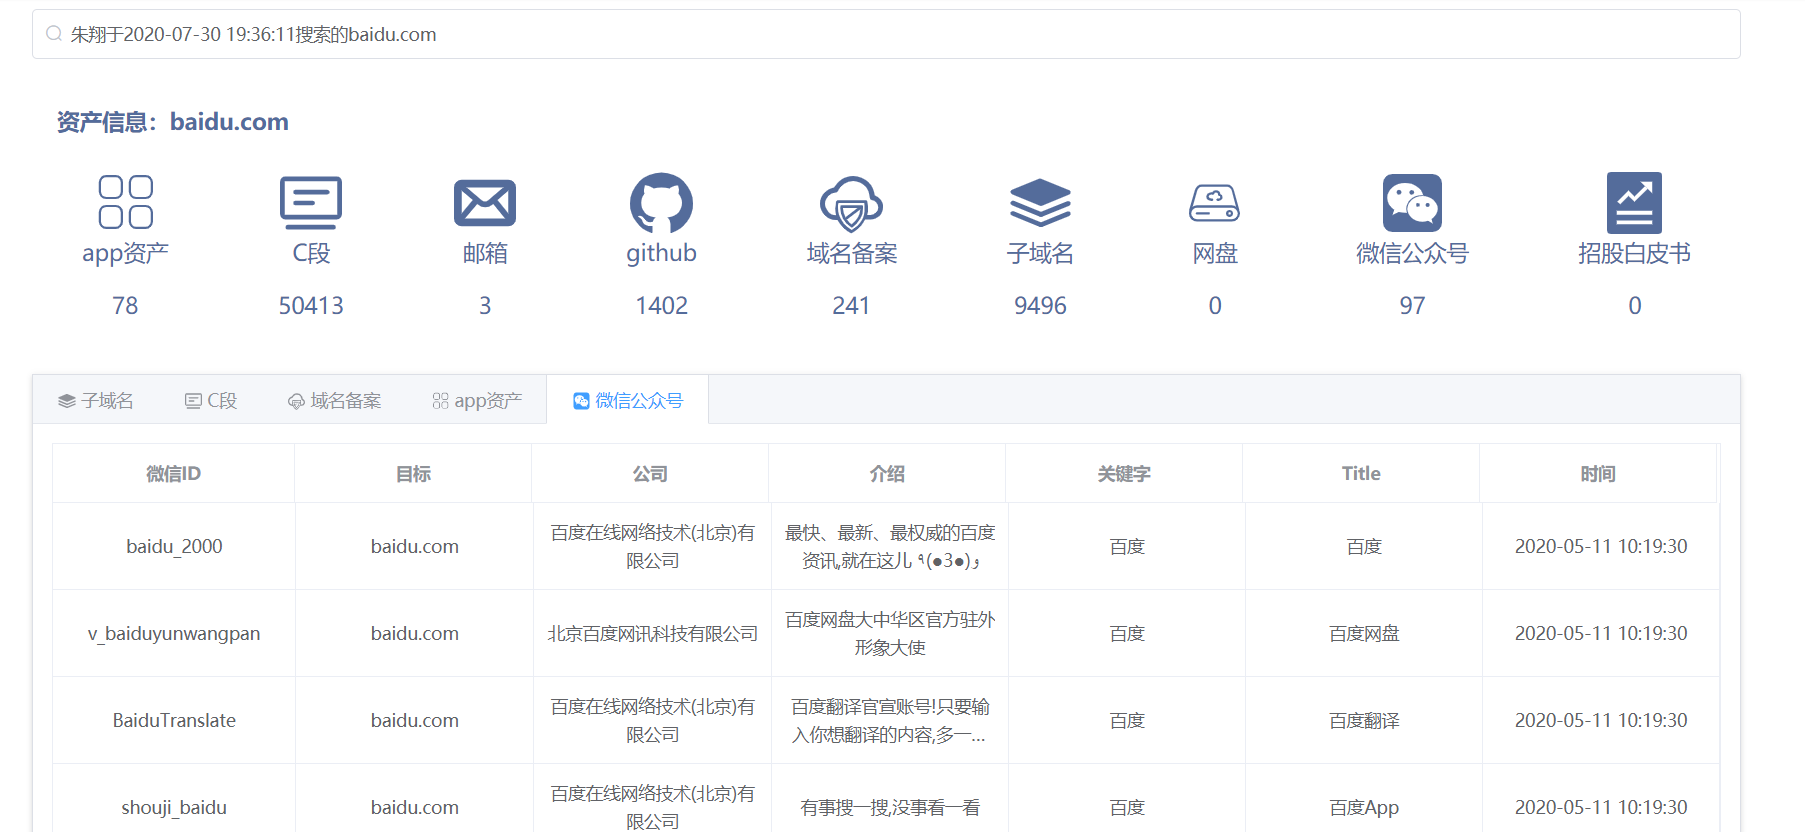 朱翔于2020-07-30 19:36:11搜索的baidu.com
资产信息：baidu.com
app资产
C段
邮箱
github
域名备案
子域名
网盘
微信公众号
招股白皮书
78
50413
3
1402
241
9496
0
97
0
子域名
C段
域名备案
app资产
微信公众号
微信ID
目标
公司
介绍
关键字
Title
时间
baidu_2000
baidu.com
百度在线网络技术(北京)有
限公司
最快、最新、最权威的百度
资讯,就在这儿٩(●3●)و
百度
百度
2020-05-11 10:19:30
v_baiduyunwangpan
baidu.com
北京百度网讯科技有限公司
百度网盘大中华区官方驻外
形象大使
百度
百度网盘
2020-05-11 10:19:30
BaiduTranslate
baidu.com
百度在线网络技术(北京)有
限公司
百度翻译官宣账号!只要输
入你想翻译的内容,多一...
百度
百度翻译
2020-05-11 10:19:30
shouji_baidu
baidu.com
百度在线网络技术(北京)有
限公司
有事搜一搜,没事看一看
百度
百度App
2020-05-11 10:19:30